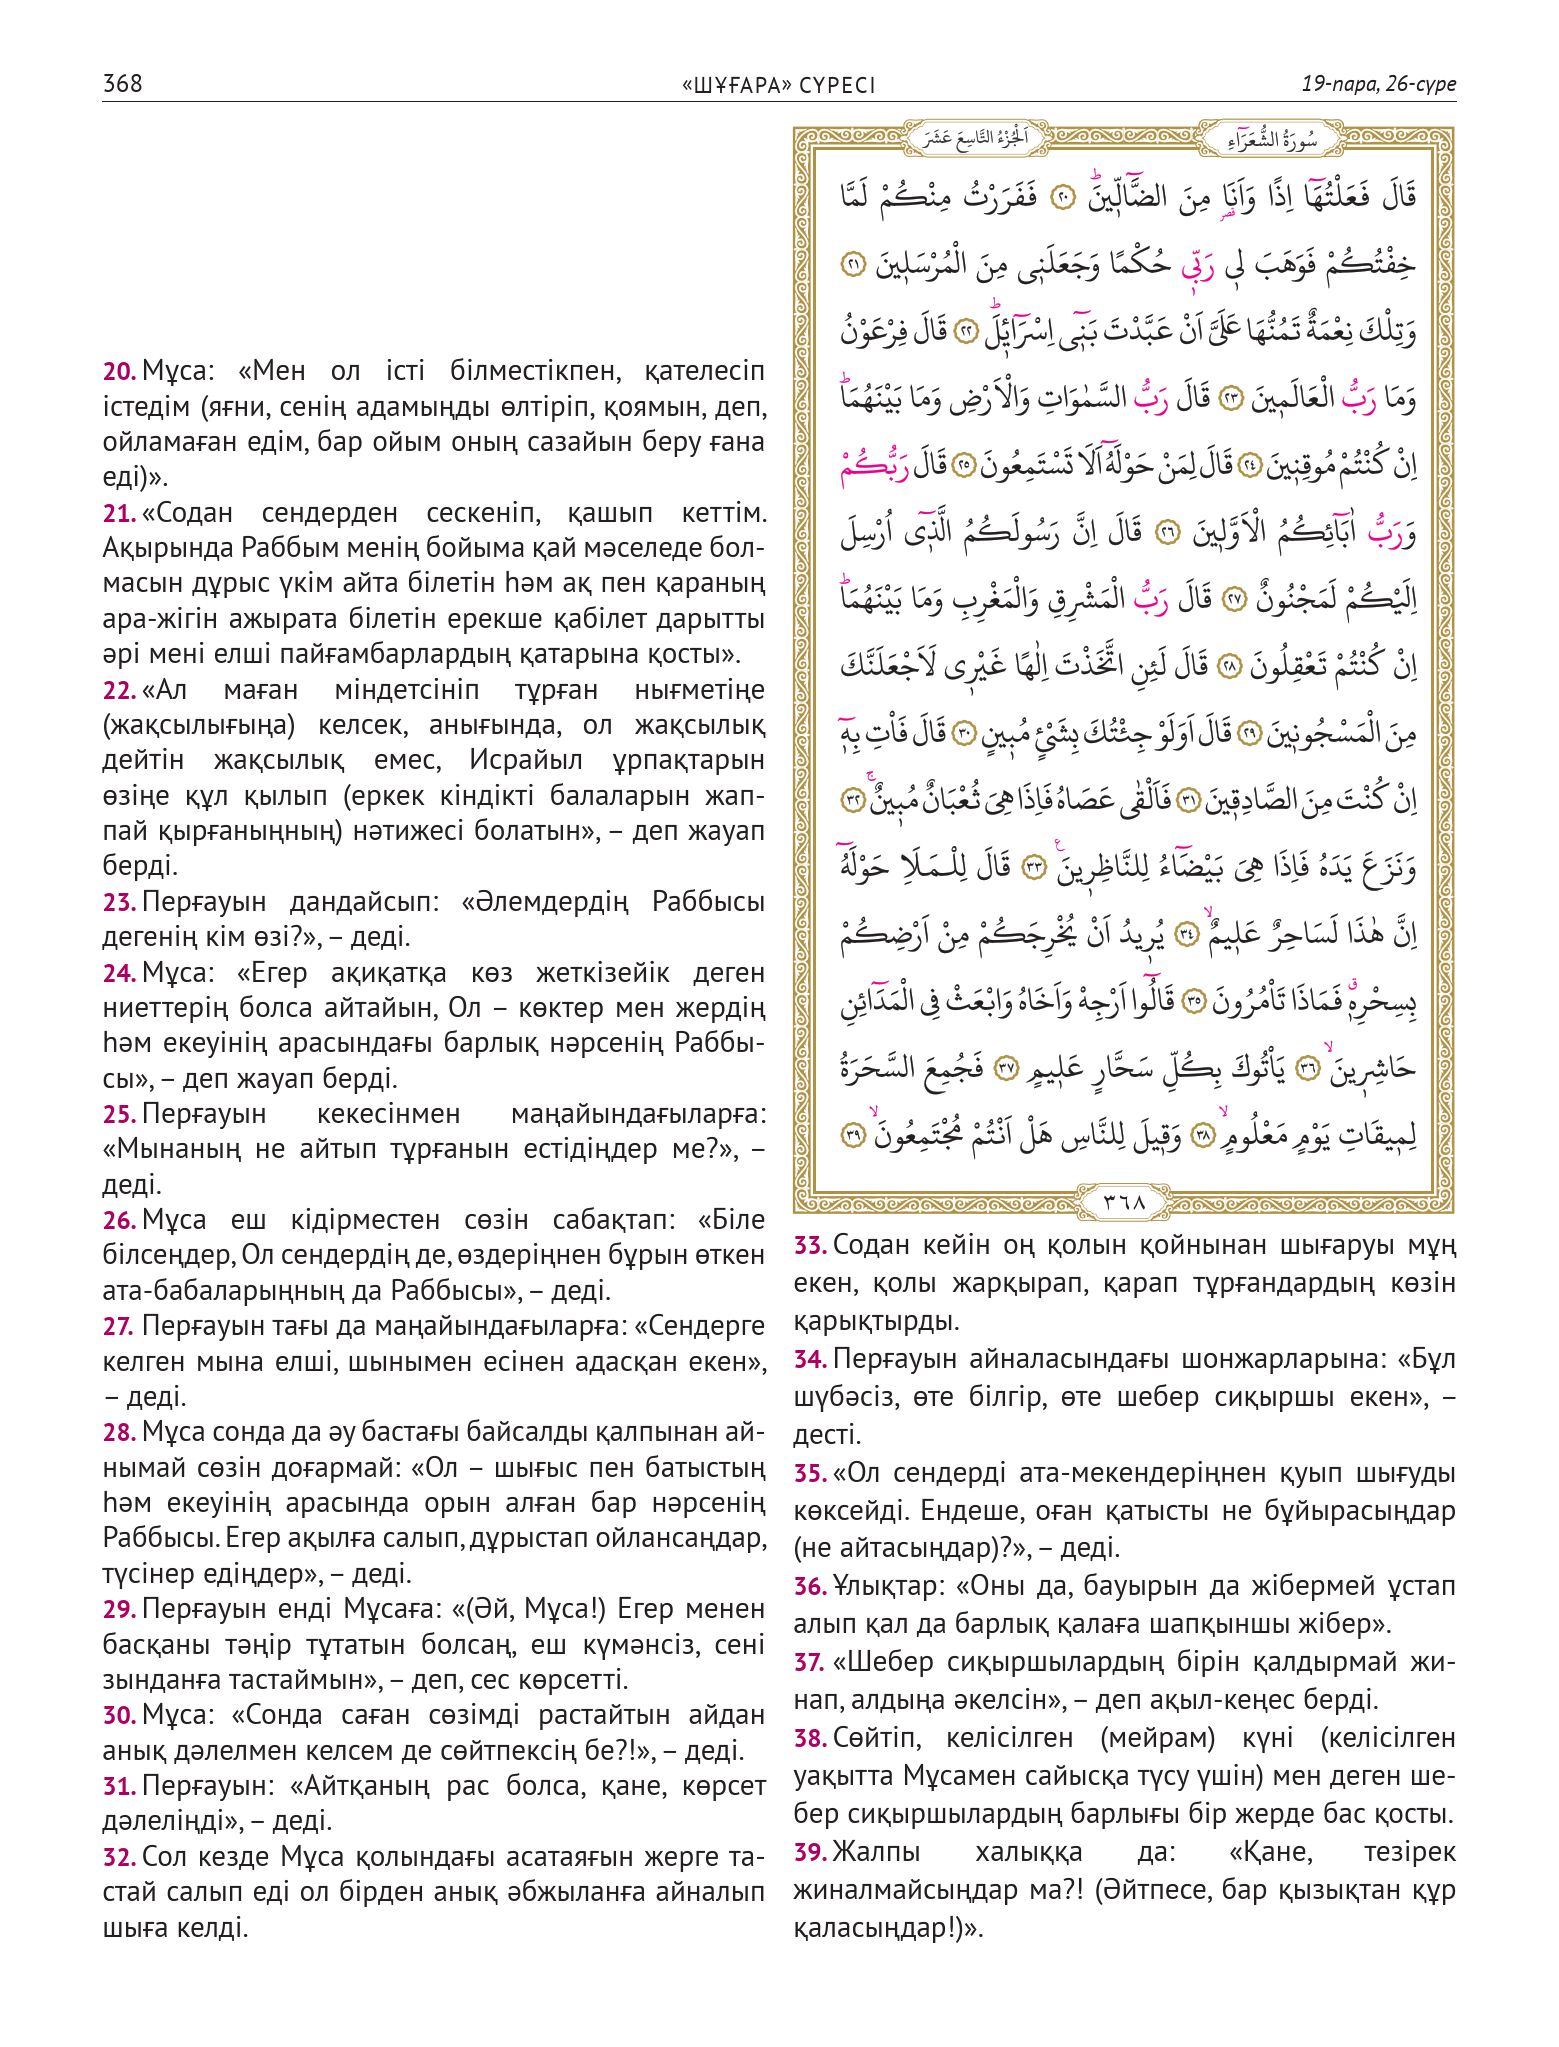 368
«ШҰҒАРА» СҮРЕСІ
19-пара, 26-сүре
20. Мұса: «Мен ол істі білместікпен, қателесіп
істедім (яғни, сенің адамыңды өлтіріп, қоямын, деп,
ойламаған едім, бар ойым оның сазайын беру ғана
еді)».
21. «Содан сендерден сескеніп, қашып кеттім.
Ақырында Раббым менің бойыма қай мәселеде бол-
масын дұрыс үкім айта білетін һәм ақ пен қараның
ара-жігін ажырата білетін ерекше қабілет дарытты
әрі мені елші пайғамбарлардың қатарына қосты».
22. «Ал маған міндетсініп тұрған нығметіңе
(жақсылығыңа) келсек, анығында, ол жақсылық
дейтін жақсылық емес, Исрайыл ұрпақтарын
өзіңе құл қылып (еркек кіндікті балаларын жап-
пай қырғаныңның) нәтижесі болатын», – деп жауап
берді.
23. Перғауын дандайсып: «Әлемдердің Раббысы
дегенің кім өзі?», – деді.
24. Мұса: «Егер ақиқатқа көз жеткізейік деген
ниеттерің болса айтайын, Ол – көктер мен жердің
һәм екеуінің арасындағы барлық нәрсенің Раббы-
сы», – деп жауап берді.
25. Перғауын кекесінмен маңайындағыларға:
«Мынаның не айтып тұрғанын естідіңдер ме?», –
деді.
26. Мұса еш кідірместен сөзін сабақтап: «Біле
білсеңдер, Ол сендердің де, өздеріңнен бұрын өткен
ата-бабаларыңның да Раббысы», – деді.
27. Перғауын тағы да маңайындағыларға: «Сендерге
келген мына елші, шынымен есінен адасқан екен»,
– деді.
28. Мұса сонда да әу бастағы байсалды қалпынан ай-
нымай сөзін доғармай: «Ол – шығыс пен батыстың
һәм екеуінің арасында орын алған бар нәрсенің
Раббысы. Егер ақылға салып, дұрыстап ойлансаңдар,
түсінер едіңдер», – деді.
29. Перғауын енді Мұсаға: «(Әй, Мұса!) Егер менен
басқаны тәңір тұтатын болсаң, еш күмәнсіз, сені
зынданға тастаймын», – деп, сес көрсетті.
30. Мұса: «Сонда саған сөзімді растайтын айдан
анық дәлелмен келсем де сөйтпексің бе?!», – деді.
31. Перғауын: «Айтқаның рас болса, қане, көрсет
дәлеліңді», – деді.
32. Сол кезде Мұса қолындағы асатаяғын жерге та-
стай салып еді ол бірден анық әбжыланға айналып
шыға келді.
سُورَةُ الشُّعَرَٓاءِ
اَلْجُزْءُ التَّاسِعَ عَشَرَ
قَالَ فَعَلْتُهَٓا اِذًا وَاَنَا۬ مِنَ الضَّٓالّ۪ينَۜ ﴿٢٠﴾ فَفَرَرْتُ مِنْكُمْ لَمَّا
خِفْتُكُمْ فَوَهَبَ ل۪ي رَبّ۪ي حُكْمًا وَجَعَلَن۪ي مِنَ الْمُرْسَل۪ينَ ﴿٢١﴾
وَتِلْكَ نِعْمَةٌ تَمُنُّهَا عَلَيَّ اَنْ عَبَّدْتَ بَن۪ٓي اِسْرَٓائ۪يلَۜ ﴿٢٢﴾ قَالَ فِرْعَوْنُ
وَمَا رَبُّ الْعَالَم۪ينَ ﴿٢٣﴾ قَالَ رَبُّ السَّمٰوَاتِ وَالْاَرْضِ وَمَا بَيْنَهُمَاۜ
اِنْ كُنْتُمْ مُوقِن۪ينَ ﴿٢٤﴾ قَالَ لِمَنْ حَوْلَهُٓ اَلَا تَسْتَمِعُونَ ﴿٢٥﴾ قَالَ رَبُّكُمْ
وَرَبُّ اٰبَٓائِكُمُ الْاَوَّل۪ينَ ﴿٢٦﴾ قَالَ اِنَّ رَسُولَكُمُ الَّذ۪ٓي اُرْسِلَ
اِلَيْكُمْ لَمَجْنُونٌ ﴿٢٧﴾ قَالَ رَبُّ الْمَشْرِقِ وَالْمَغْرِبِ وَمَا بَيْنَهُمَاۜ
اِنْ كُنْتُمْ تَعْقِلُونَ ﴿٢٨﴾ قَالَ لَئِنِ اتَّخَذْتَ اِلٰهًا غَيْر۪ي لَاَجْعَلَنَّكَ
مِنَ الْمَسْجُون۪ينَ ﴿٢٩﴾ قَالَ اَوَلَوْ جِئْتُكَ بِشَيْءٍ مُب۪ينٍ ﴿٣٠﴾ قَالَ فَأْتِ بِه۪ٓ
اِنْ كُنْتَ مِنَ الصَّادِق۪ينَ ﴿٣١﴾ فَاَلْقٰى عَصَاهُ فَاِذَا هِيَ ثُعْبَانٌ مُب۪ينٌۚ ﴿٣٢﴾
وَنَزَعَ يَدَهُ فَاِذَا هِيَ بَيْضَٓاءُ لِلنَّاظِر۪ينَ۟ ﴿٣٣﴾ قَالَ لِلْمَلَاِ حَوْلَهُٓ
اِنَّ هٰذَا لَسَاحِرٌ عَل۪يمٌۙ ﴿٣٤﴾ يُر۪يدُ اَنْ يُخْرِجَكُمْ مِنْ اَرْضِكُمْ
بِسِحْرِه۪ۗ فَمَاذَا تَأْمُرُونَ ﴿٣٥﴾ قَالُٓوا اَرْجِهْ وَاَخَاهُ وَابْعَثْ فِي الْمَدَٓائِنِ
حَاشِر۪ينَۙ ﴿٣٦﴾ يَأْتُوكَ بِكُلِّ سَحَّارٍ عَل۪يمٍ ﴿٣٧﴾ فَجُمِعَ السَّحَرَةُ
لِم۪يقَاتِ يَوْمٍ مَعْلُومٍۙ ﴿٣٨﴾ وَق۪يلَ لِلنَّاسِ هَلْ اَنْتُمْ مُجْتَمِعُونَۙ ﴿٣٩﴾
٣٦٨
33. Содан кейін оң қолын қойнынан шығаруы мұң
екен, қолы жарқырап, қарап тұрғандардың көзін
қарықтырды.
34. Перғауын айналасындағы шонжарларына: «Бұл
шүбәсіз, өте білгір, өте шебер сиқыршы екен», –
десті.
35. «Ол сендерді ата-мекендеріңнен қуып шығуды
көксейді. Ендеше, оған қатысты не бұйырасыңдар
(не айтасыңдар)?», – деді.
36. Ұлықтар: «Оны да, бауырын да жібермей ұстап
алып қал да барлық қалаға шапқыншы жібер».
37. «Шебер сиқыршылардың бірін қалдырмай жи-
нап, алдыңа әкелсін», – деп ақыл-кеңес берді.
38. Сөйтіп, келісілген (мейрам) күні (келісілген
уақытта Мұсамен сайысқа түсу үшін) мен деген ше-
бер сиқыршылардың барлығы бір жерде бас қосты.
39. Жалпы халыққа да: «Қане, тезірек
жиналмайсыңдар ма?! (Әйтпесе, бар қызықтан құр
қаласыңдар!)».